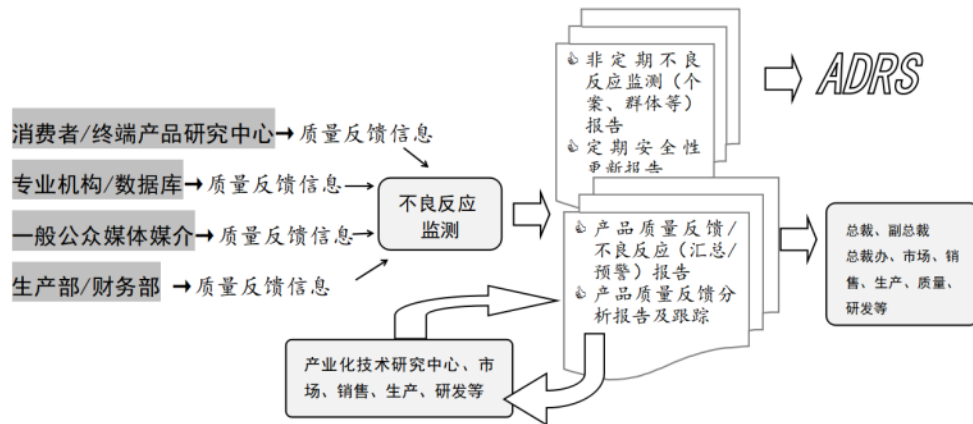 消费者/终端产品研究中心→质量反馈信息
专业机构/数据库→质量反馈信息
一般公众媒体媒介→质量反馈信息
生产部/财务部 →质量反馈信息
不良反应
监测
非定期不良
反应监测（个
案、群体等）
报告
定期安全性
更新报告
ADRS
产品质量反馈/
不良反应（汇总/
预警）报告
产品质量反馈分
析报告及跟踪
总裁、副总裁
总裁办、市场、销
售、生产、质量、
研发等
产业化技术研究中心、市
场、销售、生产、研发等